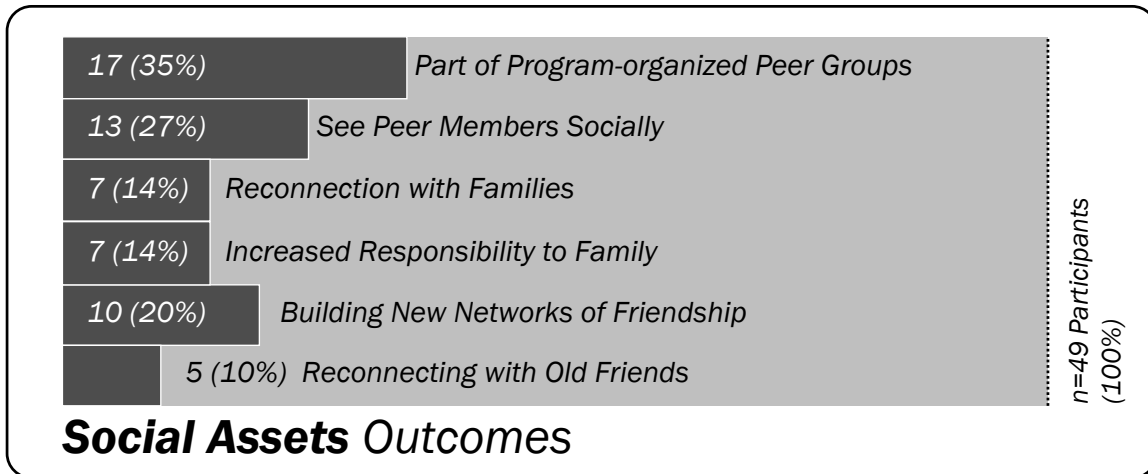 17 (35%) Part of Program-organized Peer Groups
13 (27%) See Peer Members Socially
7 (14%) Reconnection with Families
7 (14%) Increased Responsibility to Family
10 (20%) Building New Networks of Friendship
5 (10%) Reconnecting with Old Friends
n=49 Participants
(100%)
Social Assets Outcomes